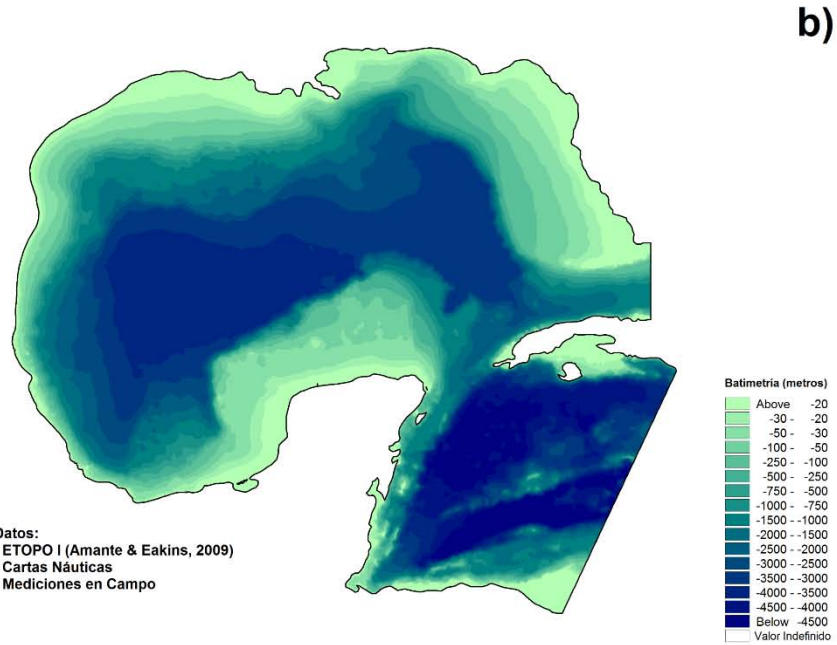 b)
Batimetría (metros)
Above -20
-30 - -20
-50 - -30
-100 - -50
-250 - -100
-500 - -250
-750 - -500
-1000 - -750
-1500 - -1000
-2000 - -1500
-2500 - -2000
-3000 - -2500
-3500 - -3000
-4000 - -3500
-4500 - -4000
Below -4500
Valor Indefinido
Datos:
ETOPO I (Amante & Eakins, 2009)
Cartas Náuticas
Mediciones en Campo